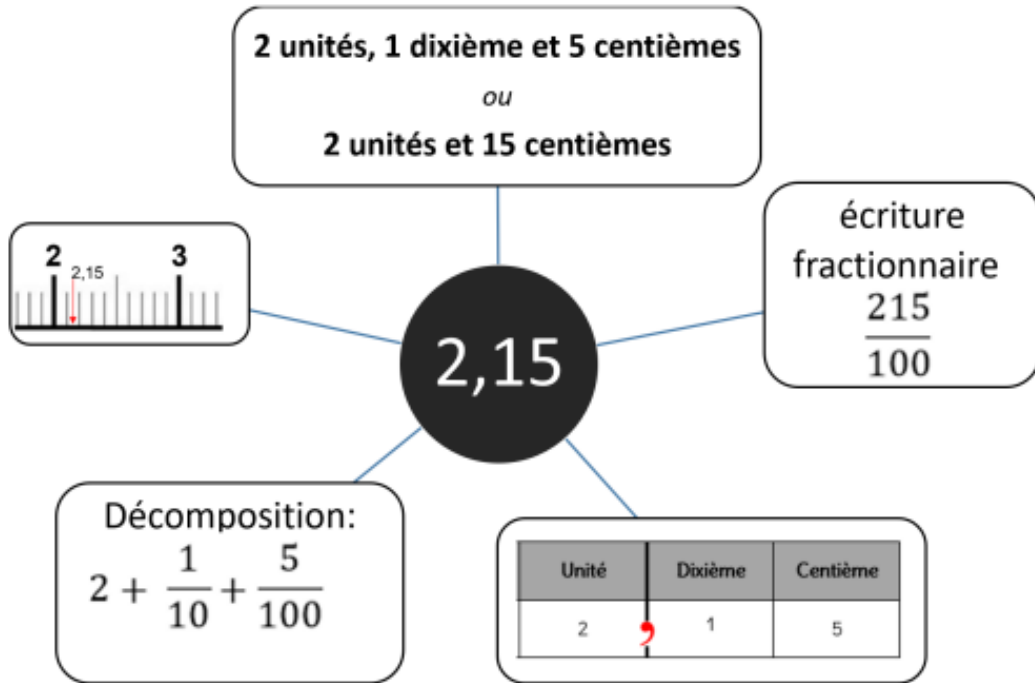 2 unités, 1 dixième et 5 centièmes
ou
2 unités et 15 centièmes
2 3
2,15
écriture
fractionnaire
215
100
2,15
Décomposition:
2 + 1/10 + 5/100
Unité Dixième Centième
2 , 1 5